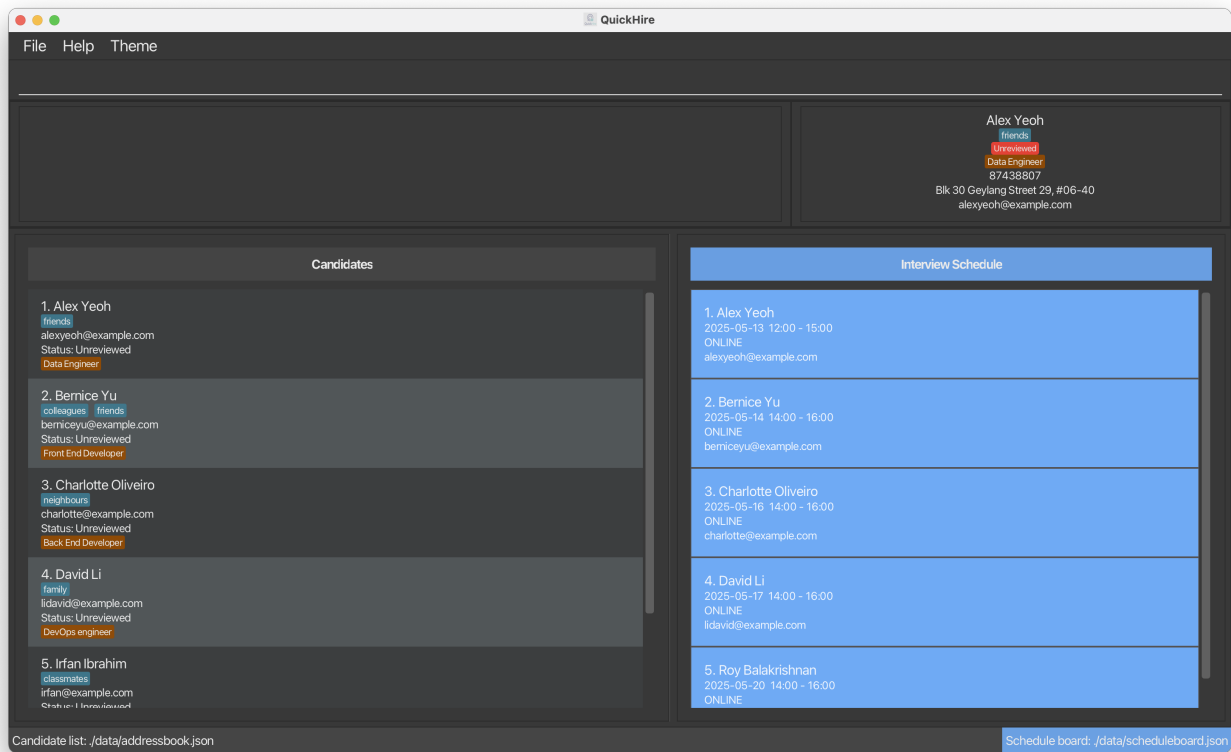 QuickHire
File Help Theme
Alex Yeoh
friends
Unreviewed
Data Engineer
87438807
Blk 30 Geylang Street 29, #06-40
alexyeoh@example.com
Candidates
1. Alex Yeoh
friends
alexyeoh@example.com
Status: Unreviewed
Data Engineer
2. Bernice Yu
colleagues friends
berniceyu@example.com
Status: Unreviewed
Front End Developer
3. Charlotte Oliveiro
neighbours
charlotte@example.com
Status: Unreviewed
Back End Developer
4. David Li
family
lidavid@example.com
Status: Unreviewed
DevOps engineer
5. Irfan Ibrahim
classmates
irfan@example.com
Status: Unreviewed
Interview Schedule
1. Alex Yeoh
2025-05-13 12:00 - 15:00
ONLINE
alexyeoh@example.com
2. Bernice Yu
2025-05-14 14:00 - 16:00
ONLINE
berniceyu@example.com
3. Charlotte Oliveiro
2025-05-16 14:00 - 16:00
ONLINE
charlotte@example.com
4. David Li
2025-05-17 14:00 - 16:00
ONLINE
lidavid@example.com
5. Roy Balakrishnan
2025-05-20 14:00 - 16:00
ONLINE
Candidate list: ./data/addressbook.json
Schedule board: ./data/scheduleboard.json